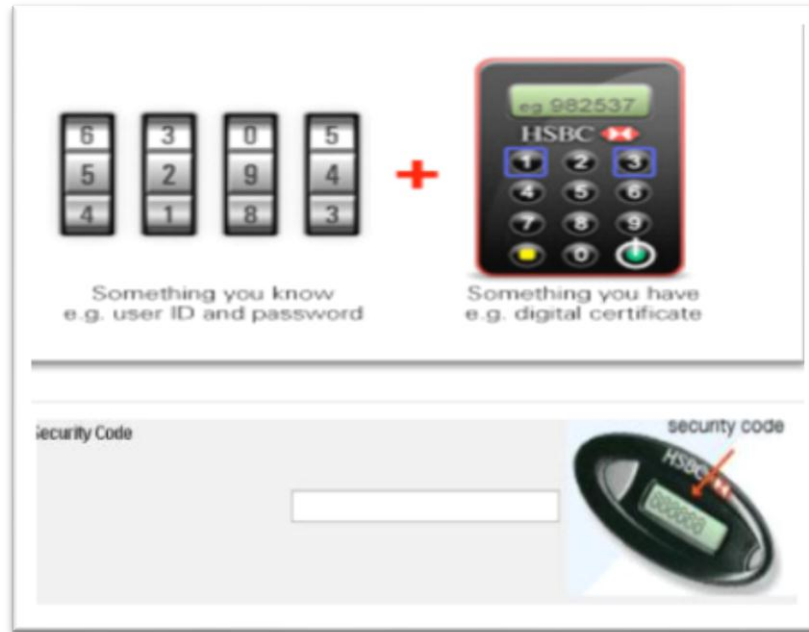 6 3 0 5
5 2 9 4
4 1 8 3
eg 982537
HSBC
1 2 3
4 5 6
7 8 9
0
Something you know
e.g. user ID and password
Something you have
e.g. digital certificate
Security Code
security code
HSBC